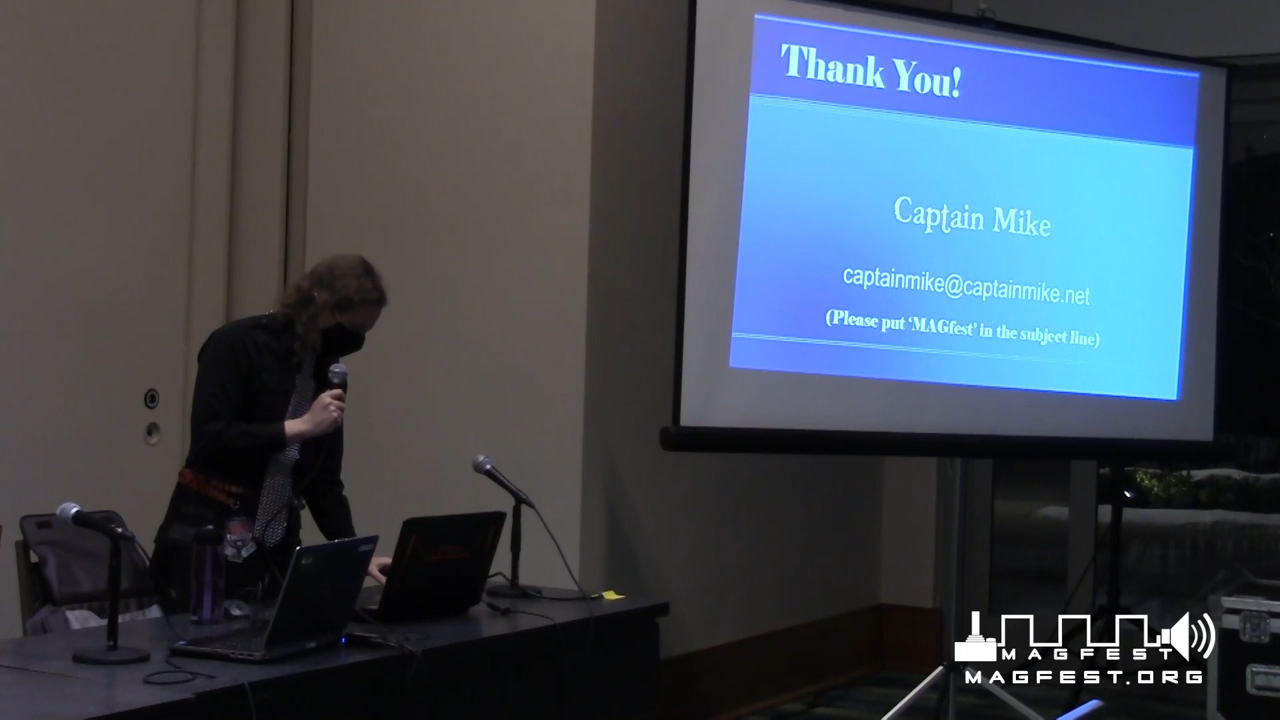 Thank You!
Captain Mike
captainmike@captainmike.net
(Please put 'MAGfest' in the subject line)
MAGFEST
MAGFEST.ORG